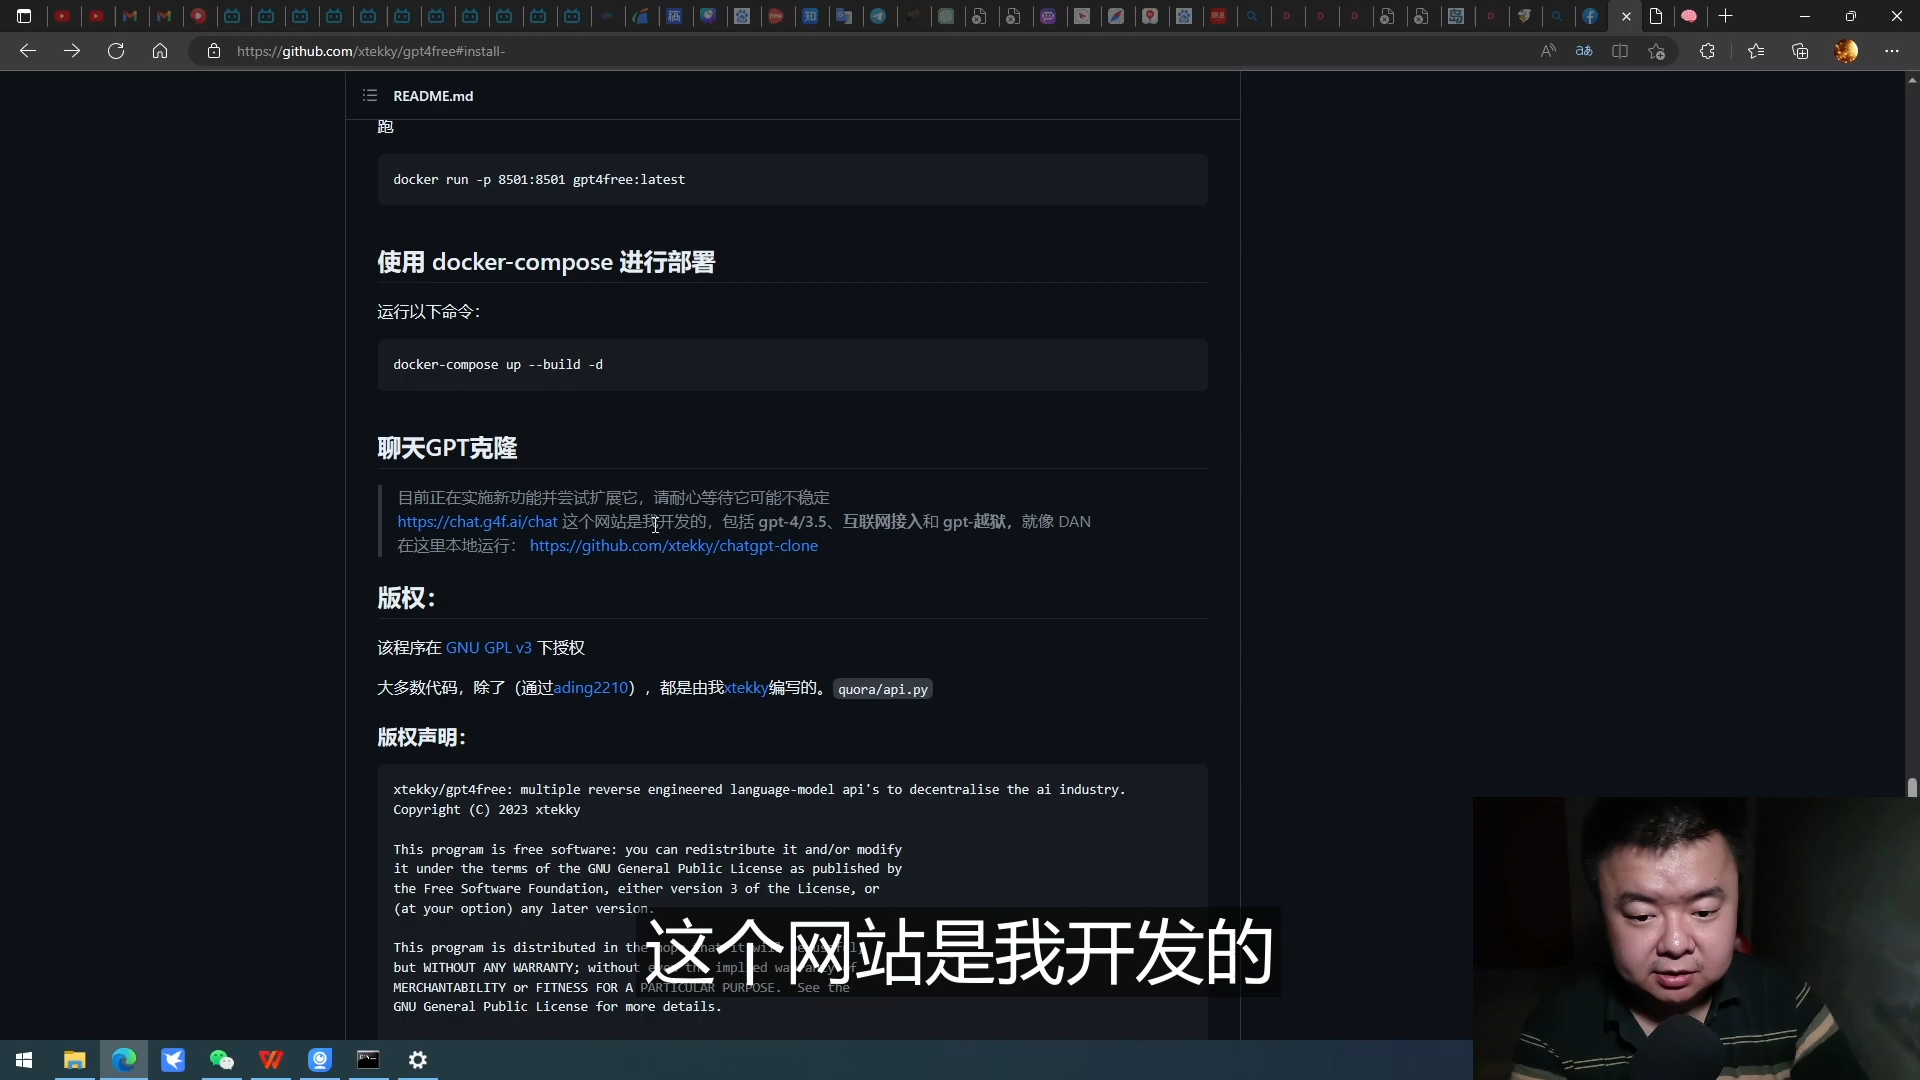 https://github.com/xtekky/gpt4free#install-
README.md
跑
docker run -p 8501:8501 gpt4free:latest
使用 docker-compose 进行部署
运行以下命令：
docker-compose up --build -d
聊天GPT克隆
目前正在实施新功能并尝试扩展它，请耐心等待它可能不稳定
https://chat.g4f.ai/chat 这个网站是我开发的，包括 gpt-4/3.5、互联网接入和 gpt-越狱，就像 DAN
在这里本地运行： https://github.com/xtekky/chatgpt-clone
版权：
该程序在 GNU GPL v3 下授权
大多数代码，除了（通过ading2210），都是由我xtekky编写的。quora/api.py
版权声明：
xtekky/gpt4free: multiple reverse engineered language-model api's to decentralise the ai industry.
Copyright (C) 2023 xtekky
This program is free software: you can redistribute it and/or modify
it under the terms of the GNU General Public License as published by
the Free Software Foundation, either version 3 of the License, or
(at your option) any later version.
This program is distributed in the hope that it will be useful,
but WITHOUT ANY WARRANTY; without even the implied warranty of
MERCHANTABILITY or FITNESS FOR A PARTICULAR PURPOSE. See the
GNU General Public License for more details.
这个网站是我开发的